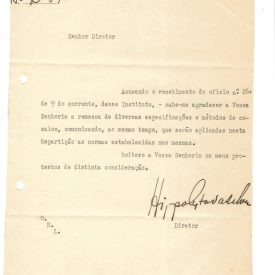 Senhor Diretor
Acusando o recebimento do ofício nº 26
de 9 do corrente, desse Instituto, - cabe-me agradecer a Vossa
Senhoria a remessa de diversas especificações e métodos de en-
saios, comunicando, ao mesmo tempo, que serão aplicadas nesta
Repartição as normas estabelecidas nas mesmas.
Reitero a Vossa Senhoria os meus pro-
testos de distinta consideração.
Diretor